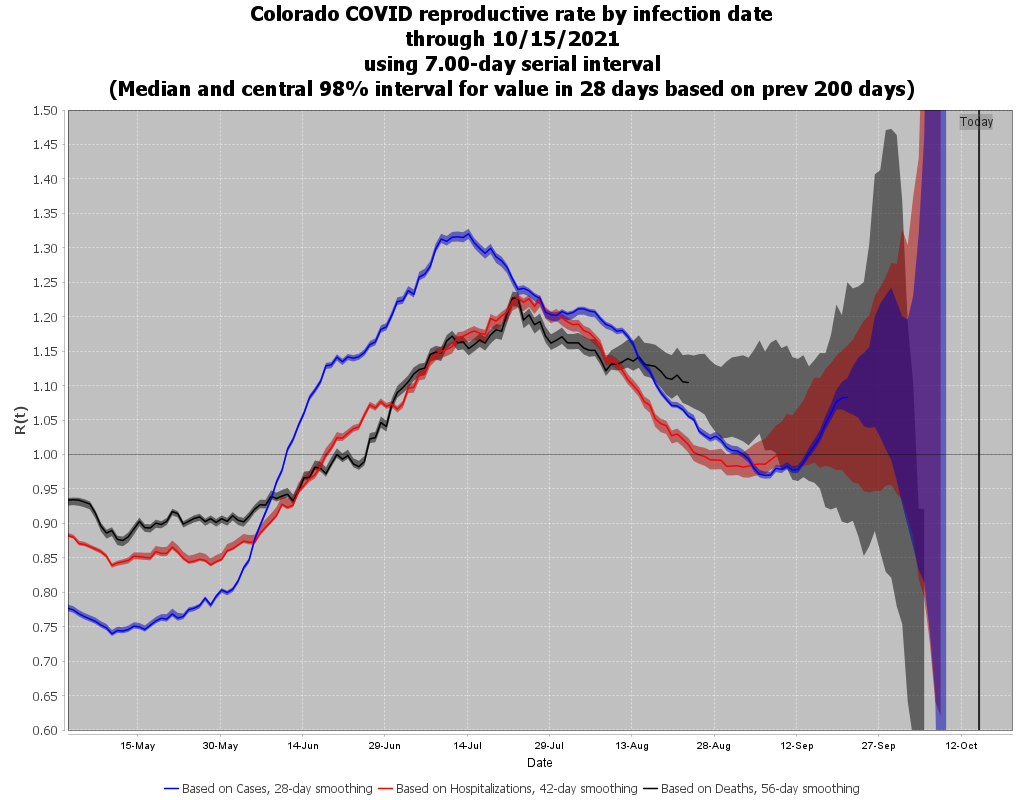 Colorado COVID reproductive rate by infection date
through 10/15/2021
using 7.00-day serial interval
(Median and central 98% interval for value in 28 days based on prev 200 days)
Today
1.50
1.45
1.40
1.35
1.30
1.25
1.20
1.15
1.10
1.05
1.00
0.95
0.90
0.85
0.80
0.75
0.70
0.65
0.60
R(t)
15-May 30-May 14-Jun 29-Jun 14-Jul 29-Jul 13-Aug 28-Aug 12-Sep 27-Sep 12-Oct
Date
Based on Cases, 28-day smoothing Based on Hospitalizations, 42-day smoothing Based on Deaths, 56-day smoothing